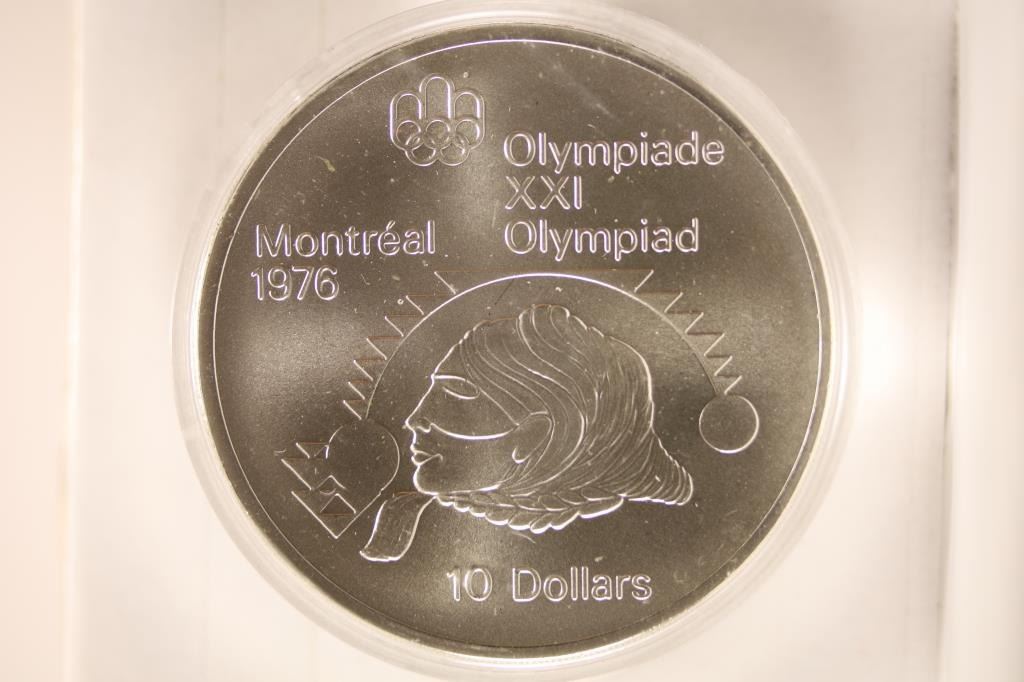 Olympiade
XXI
Olympiad
Montréal
1976
10 Dollars